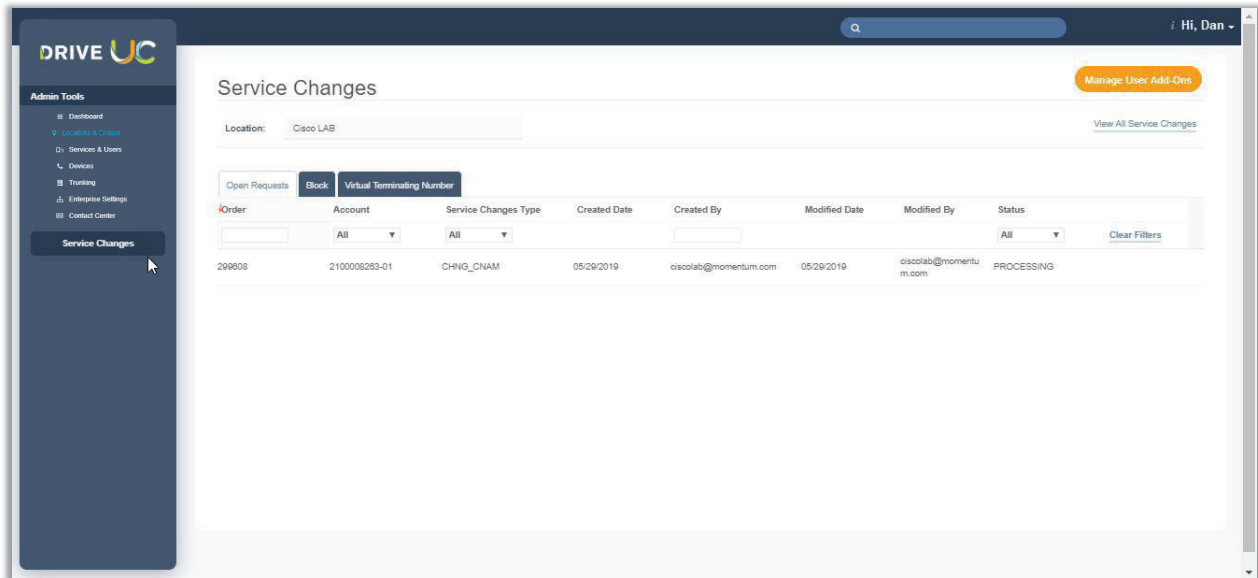 Hi, Dan
DRIVE UC
Admin Tools
Dashboard
Locations & Groups
Services & Users
Devices
Trunking
Enterprise Settings
Contact Center
Service Changes
Service Changes
Manage User Add-Ons
Location: Cisco LAB
View All Service Changes
Open Requests Block Virtual Terminating Number
Order Account Service Changes Type Created Date Created By Modified Date Modified By Status
All All All Clear Filters
299608 2100008263-01 CHNG_CNAM 05/29/2019 ciscolab@momentum.com 05/29/2019 ciscolab@momentu PROCESSING
m.com